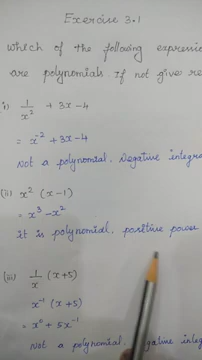 Exercise 3.1
Which of the following
are polynomials. If not give
i) 1/x² + 3x - 4
= x⁻² + 3x - 4
Not a polynomial, Negative
(ii) x² (x-1)
= x³ - x²
It is polynomial, positive power
(iii) 1/x (x+5)
x⁻¹ (x+5)
= x⁰ + 5x⁻¹
Not a polynomial